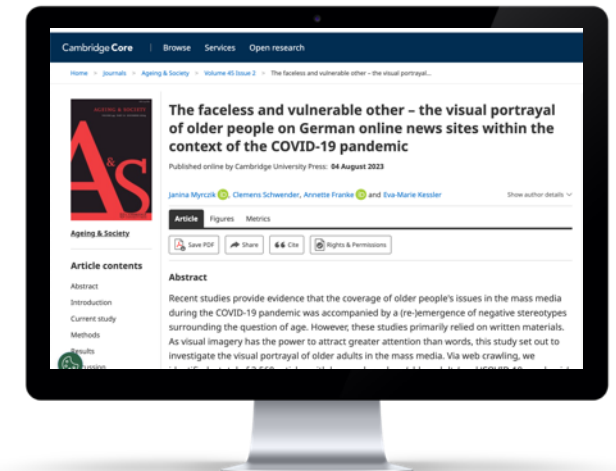 Cambridge Core | Browse Services Open research
Home > Journals > Ageing & Society > Volume 45 Issue 2 > The faceless and vulnerable other – the visual portrayal...
AGEING & SOCIETY
A&S
The faceless and vulnerable other – the visual portrayal
of older people on German online news sites within the
context of the COVID-19 pandemic
Published online by Cambridge University Press: 04 August 2023
Janina Myrczik iD, Clemens Schwender, Annette Franke iD and Eva-Marie Kessler
Show author details
Article Figures Metrics
Save PDF Share Cite Rights & Permissions
Ageing & Society
Article contents
Abstract
Introduction
Current study
Methods
Results
Abstract
Recent studies provide evidence that the coverage of older people's issues in the mass media
during the COVID-19 pandemic was accompanied by a (re-)emergence of negative stereotypes
surrounding the question of age. However, these studies primarily relied on written materials.
As visual imagery has the power to attract greater attention than words, this study set out to
investigate the visual portrayal of older adults in the mass media. Via web crawling, we